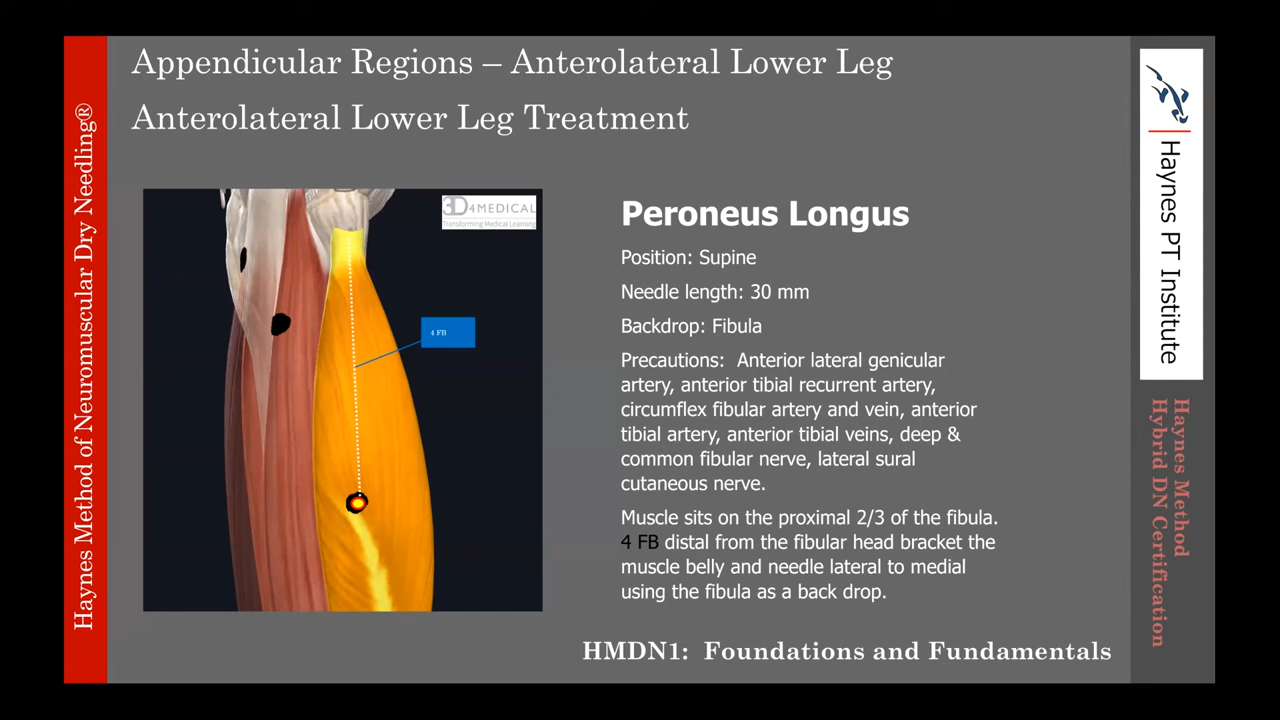 Haynes Method of Neuromuscular Dry Needling®
Appendicular Regions – Anterolateral Lower Leg
Anterolateral Lower Leg Treatment
3D4MEDICAL
Transforming Medical Learning
4 FB
Peroneus Longus
Position: Supine
Needle length: 30 mm
Backdrop: Fibula
Precautions: Anterior lateral genicular
artery, anterior tibial recurrent artery,
circumflex fibular artery and vein, anterior
tibial artery, anterior tibial veins, deep &
common fibular nerve, lateral sural
cutaneous nerve.
Muscle sits on the proximal 2/3 of the fibula.
4 FB distal from the fibular head bracket the
muscle belly and needle lateral to medial
using the fibula as a back drop.
HMDN1: Foundations and Fundamentals
Haynes PT Institute
Haynes Method
Hybrid DN Certification